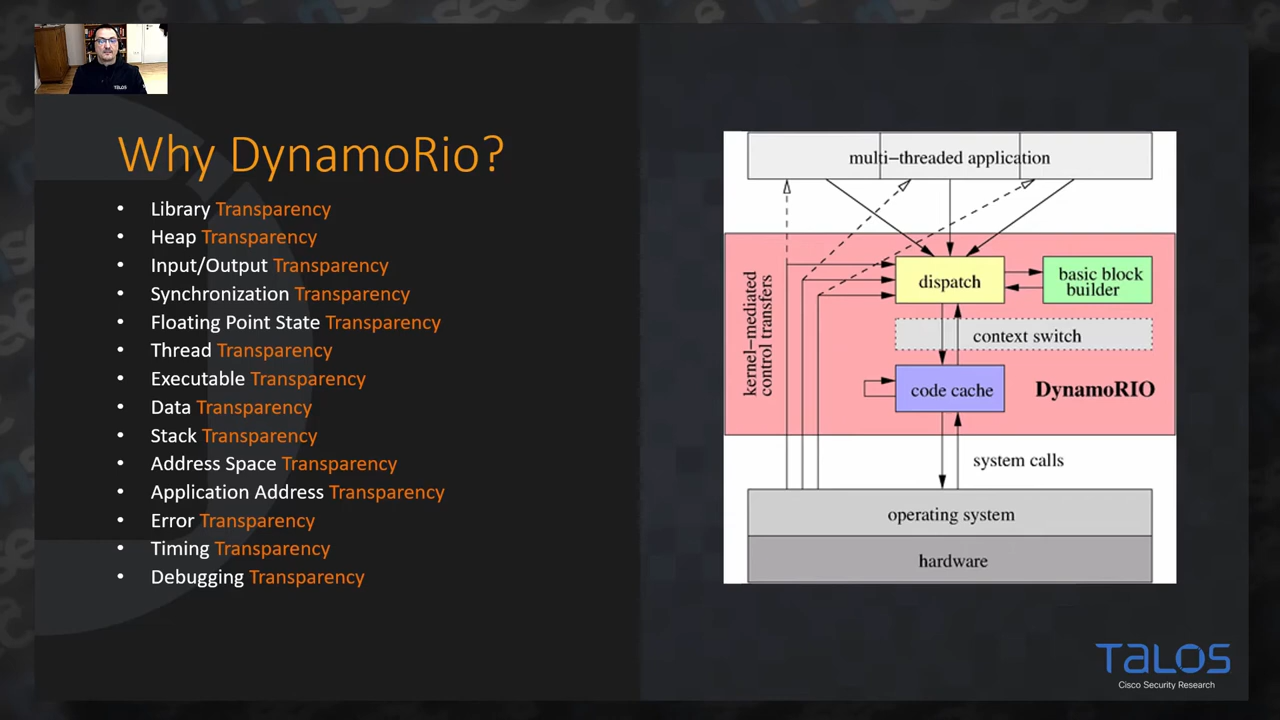 Why DynamoRio?
• Library Transparency
• Heap Transparency
• Input/Output Transparency
• Synchronization Transparency
• Floating Point State Transparency
• Thread Transparency
• Executable Transparency
• Data Transparency
• Stack Transparency
• Address Space Transparency
• Application Address Transparency
• Error Transparency
• Timing Transparency
• Debugging Transparency
multi-threaded application
kernel-mediated
control transfers
dispatch
basic block
builder
context switch
code cache
DynamoRIO
system calls
operating system
hardware
TALOS
Cisco Security Research
TALOS